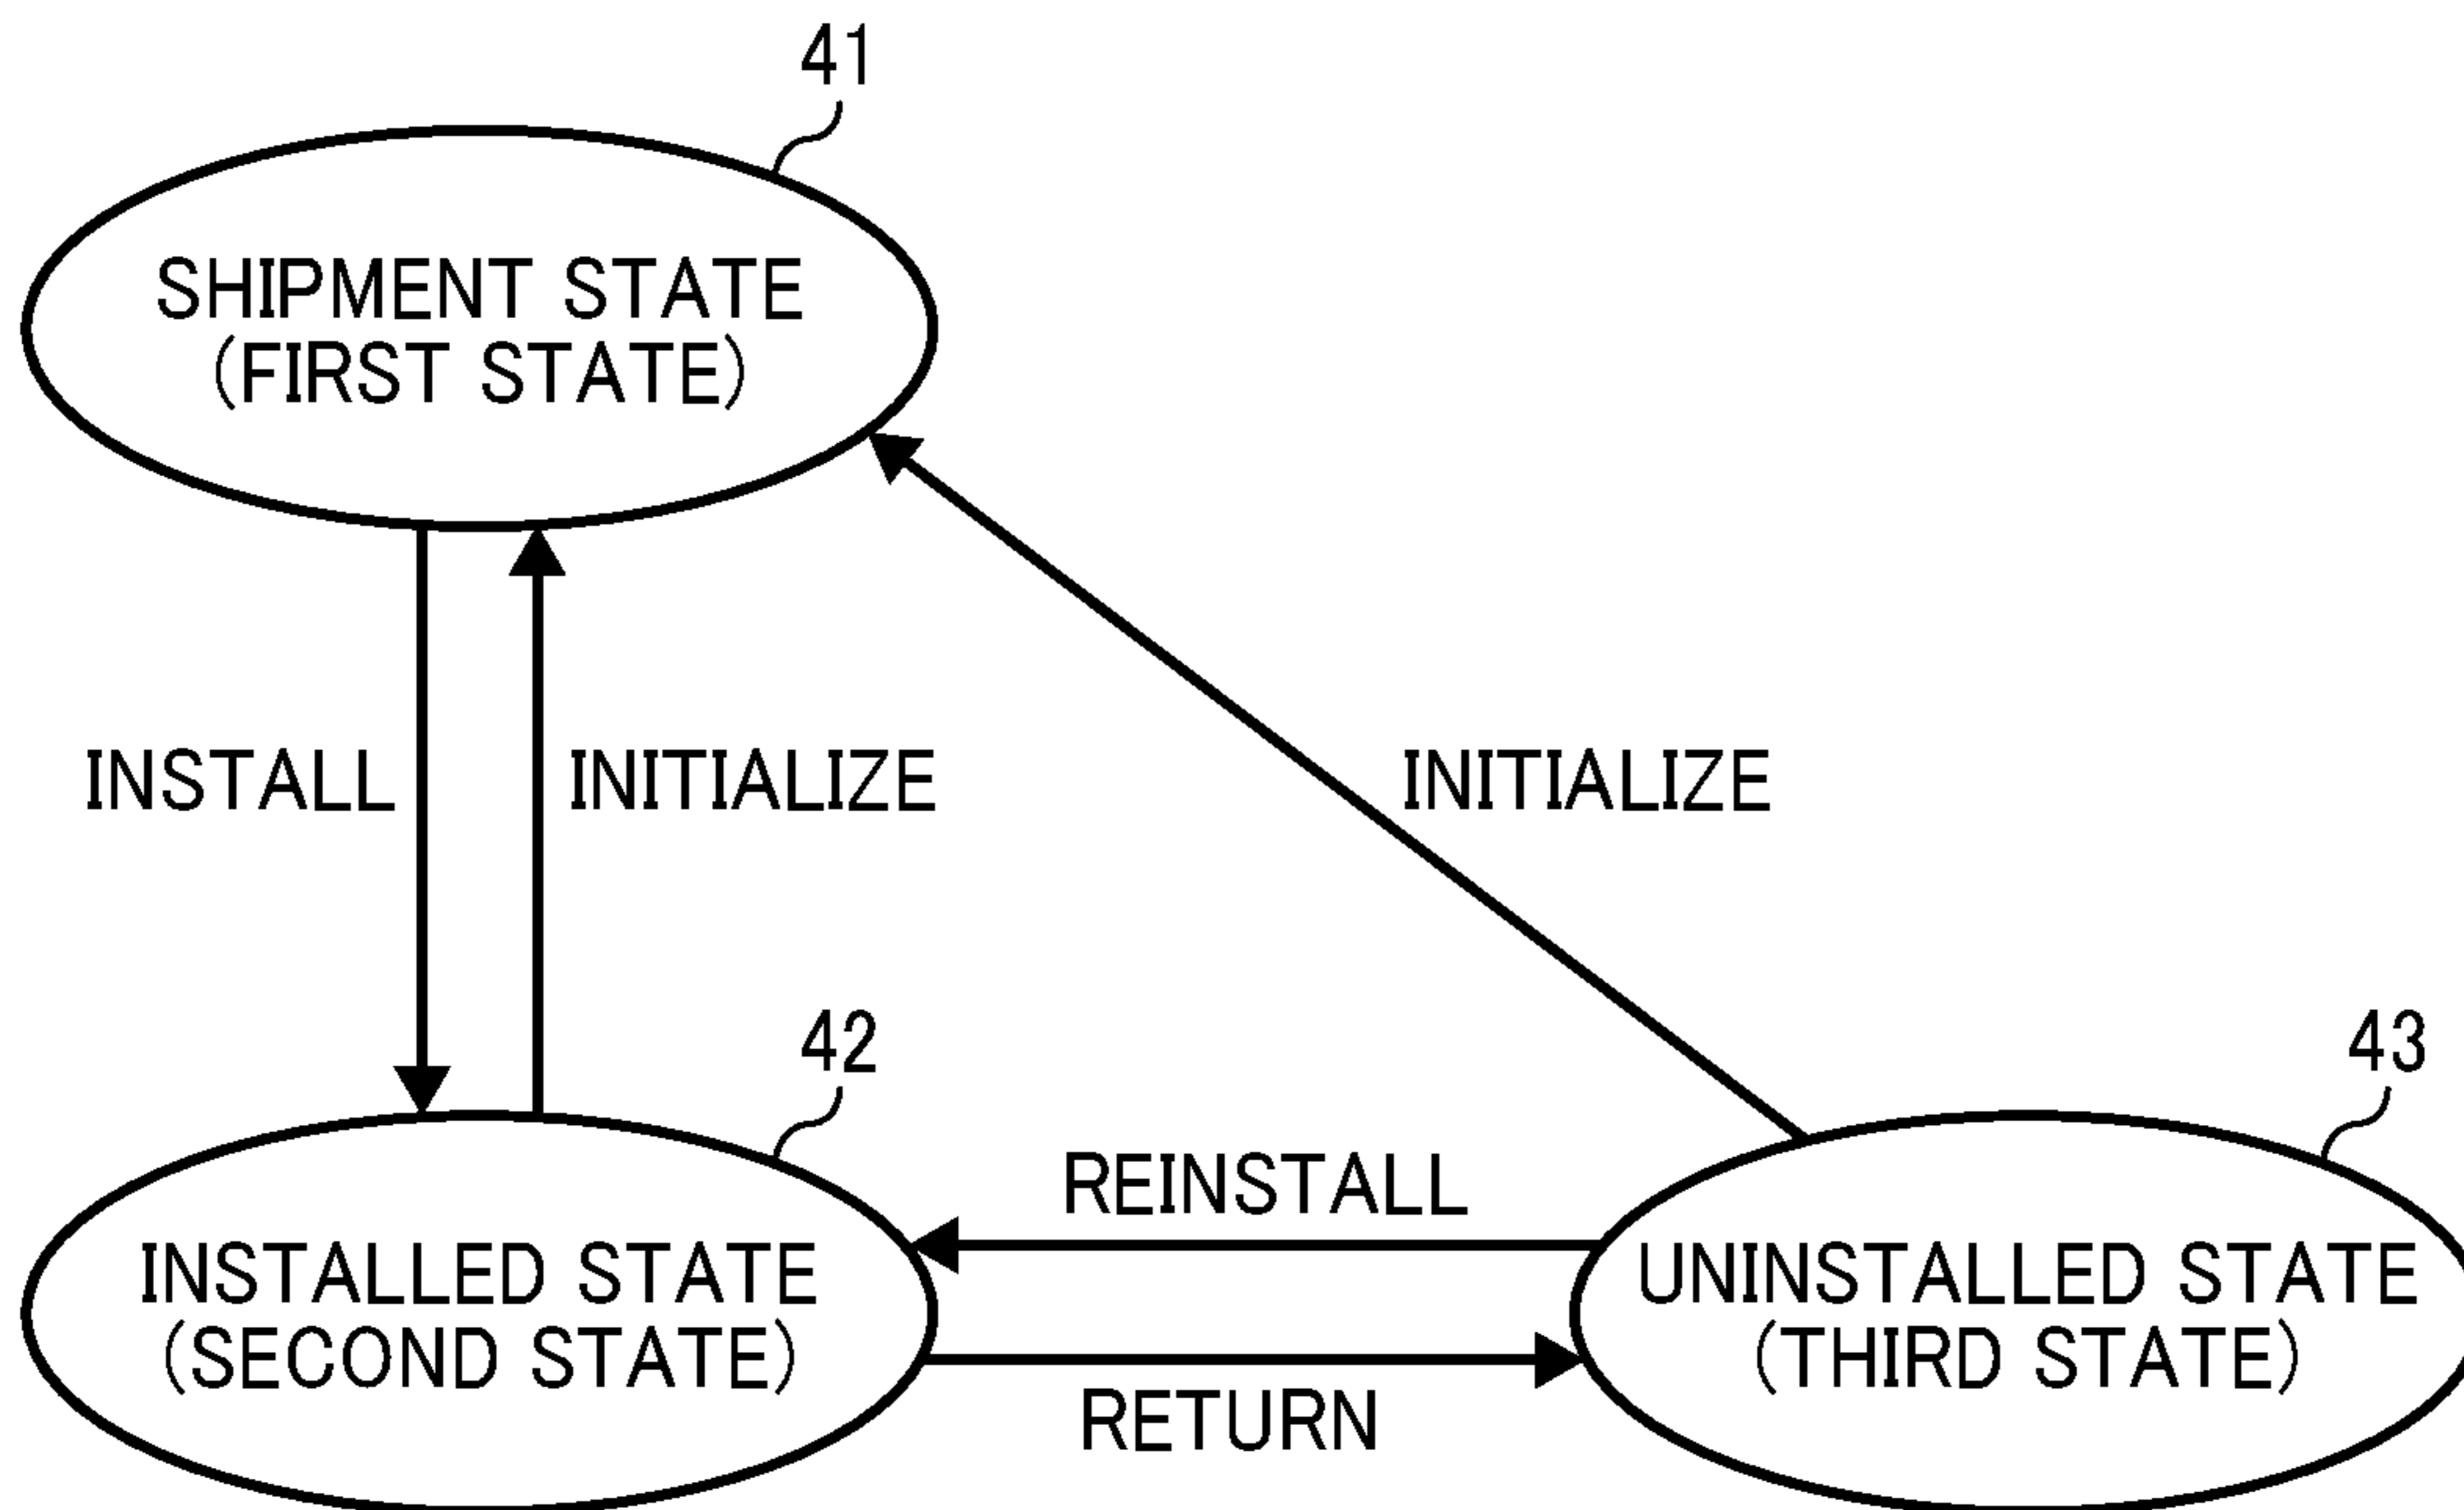 41
SHIPMENT STATE
(FIRST STATE)
INSTALL
INITIALIZE
INITIALIZE
42
43
REINSTALL
INSTALLED STATE
(SECOND STATE)
UNINSTALLED STATE
(THIRD STATE)
RETURN